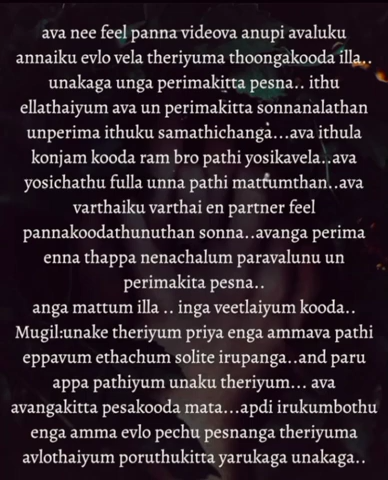 ava nee feel panna videova anupi avaluku
annaiku evlo vela theriyuma thoongakooda illa..
unakaga unga perimakitta pesna.. ithu
ellathaiyum ava un perimakitta sonnanalathan
unperima ithuku samathichanga...ava ithula
konjam kooda ram bro pathi yosikavela..ava
yosichathu fulla unna pathi mattumthan..ava
varthaiku varthai en partner feel
pannakoodathunuthan sonna..avanga perima
enna thappa nenachalum paravalunu un
perimakita pesna..
anga mattum illa .. inga veetlaiyum kooda..
Mugil:unake theriyum priya enga ammava pathi
eppavum ethachum solite irupanga..and paru
appa pathiyum unaku theriyum... ava
avangakitta pesakooda mata...apdi irukumbothu
enga amma evlo pechu pesnanga theriyuma
avlothaiyum poruthukitta yarukaga unakaga..